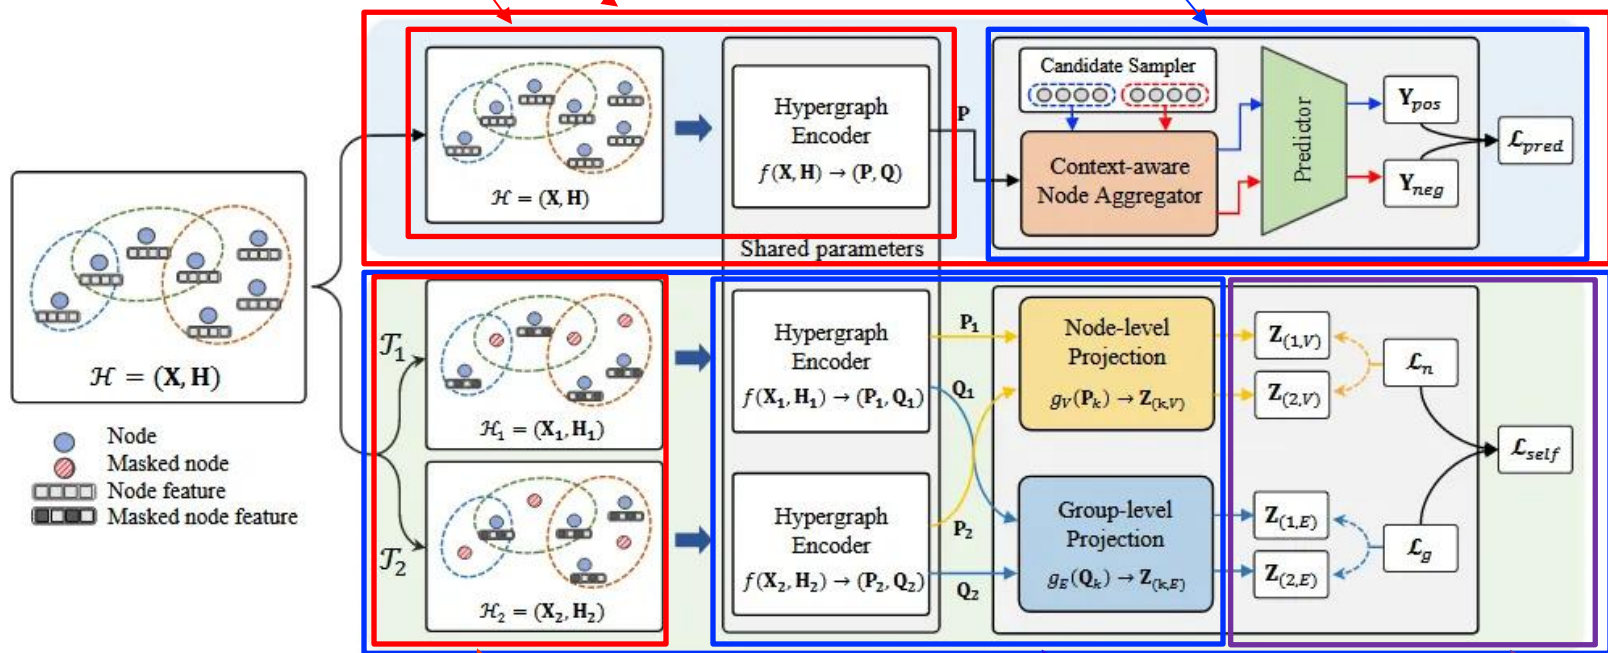 ℋ = (X, H)
Node
Masked node
Node feature
Masked node feature
𝒯₁
𝒯₂
ℋ = (X, H)
Hypergraph
Encoder
f(X, H) → (P, Q)
P
Candidate Sampler
Context-aware
Node Aggregator
Predictor
Y_pos
Y_neg
ℒ_pred
Shared parameters
ℋ₁ = (X₁, H₁)
Hypergraph
Encoder
f(X₁, H₁) → (P₁, Q₁)
P₁
Q₁
Node-level
Projection
g_V(P_k) → Z_(k,V)
Z_(1,V)
Z_(2,V)
ℒ_n
ℒ_self
ℋ₂ = (X₂, H₂)
Hypergraph
Encoder
f(X₂, H₂) → (P₂, Q₂)
P₂
Q₂
Group-level
Projection
g_E(Q_k) → Z_(k,E)
Z_(1,E)
Z_(2,E)
ℒ_g